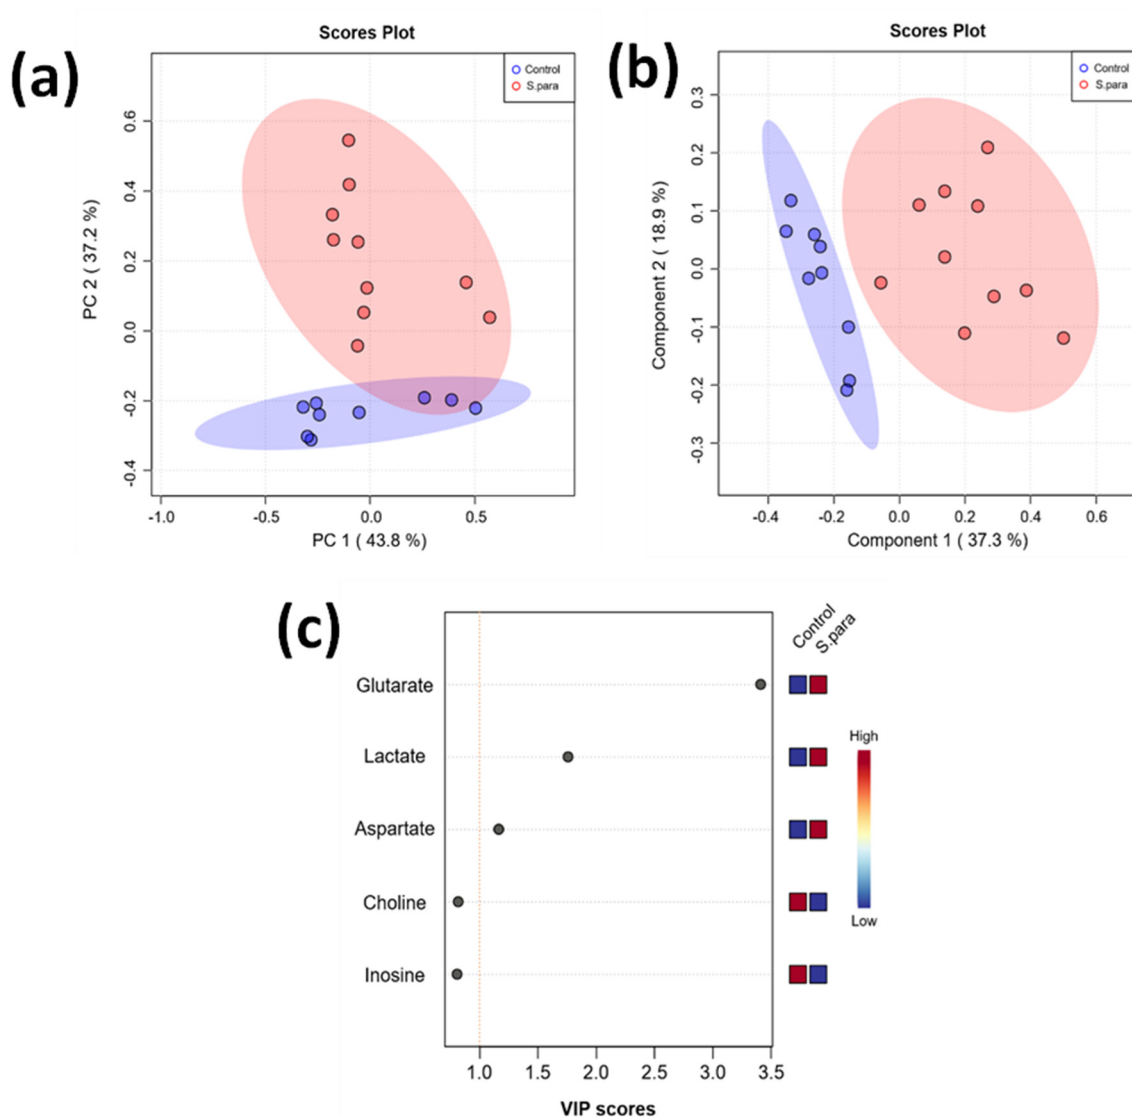 (a)
Scores Plot
Control
S.para
PC 2 ( 37.2 %)
0.6
0.4
0.2
0.0
-0.2
-0.4
-1.0 -0.5 0.0 0.5
PC 1 ( 43.8 %)
(b)
Scores Plot
Control
S.para
Component 2 ( 18.9 %)
0.3
0.2
0.1
0.0
-0.1
-0.2
-0.3
-0.4 -0.2 0.0 0.2 0.4 0.6
Component 1 ( 37.3 %)
(c)
Control
S.para
Glutarate
Lactate
Aspartate
Choline
Inosine
High
Low
1.0 1.5 2.0 2.5 3.0 3.5
VIP scores